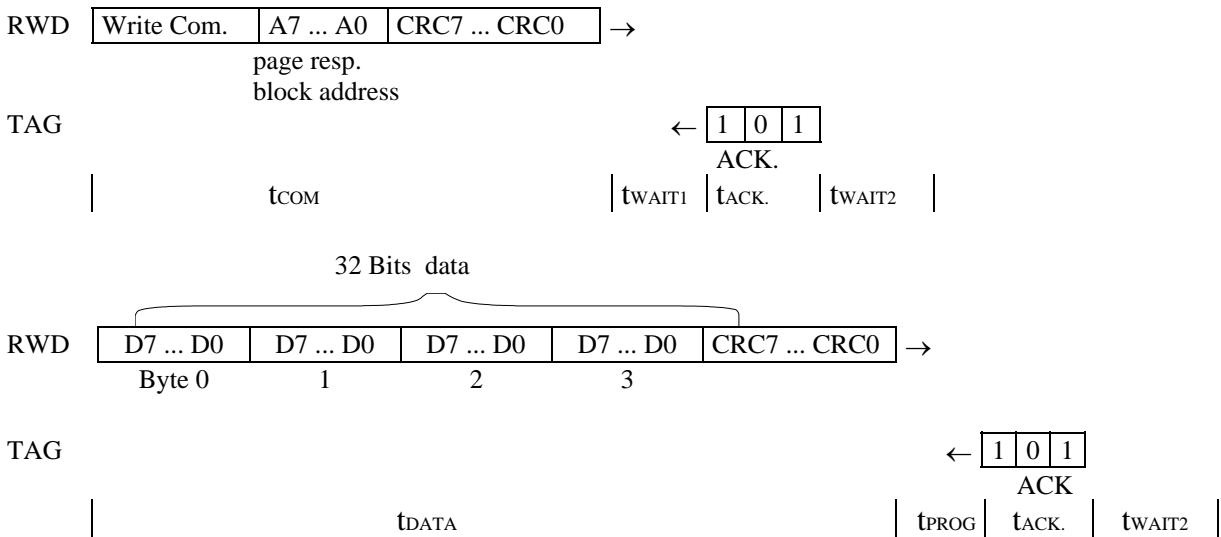 RWD Write Com. A7 ... A0 CRC7 ... CRC0 →
page resp.
block address
TAG ← 1 0 1
ACK.
tCOM tWAIT1 tACK. tWAIT2
32 Bits data
RWD D7 ... D0 D7 ... D0 D7 ... D0 D7 ... D0 CRC7 ... CRC0 →
Byte 0 1 2 3
TAG ← 1 0 1
ACK
tDATA tPROG tACK. tWAIT2